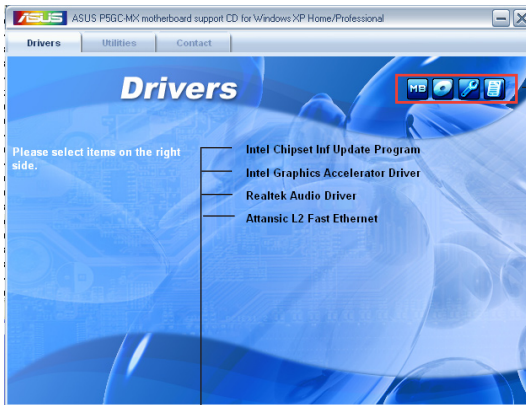 ASUS ASUS P5GC-MX motherboard support CD for Windows XP Home/Professional
Drivers Utilities Contact
Drivers
MB
Please select items on the right
side.
Intel Chipset Inf Update Program
Intel Graphics Accelerator Driver
Realtek Audio Driver
Attansic L2 Fast Ethernet